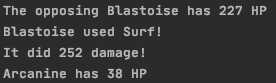 The opposing Blastoise has 227 HP
Blastoise used Surf!
It did 252 damage!
Arcanine has 38 HP